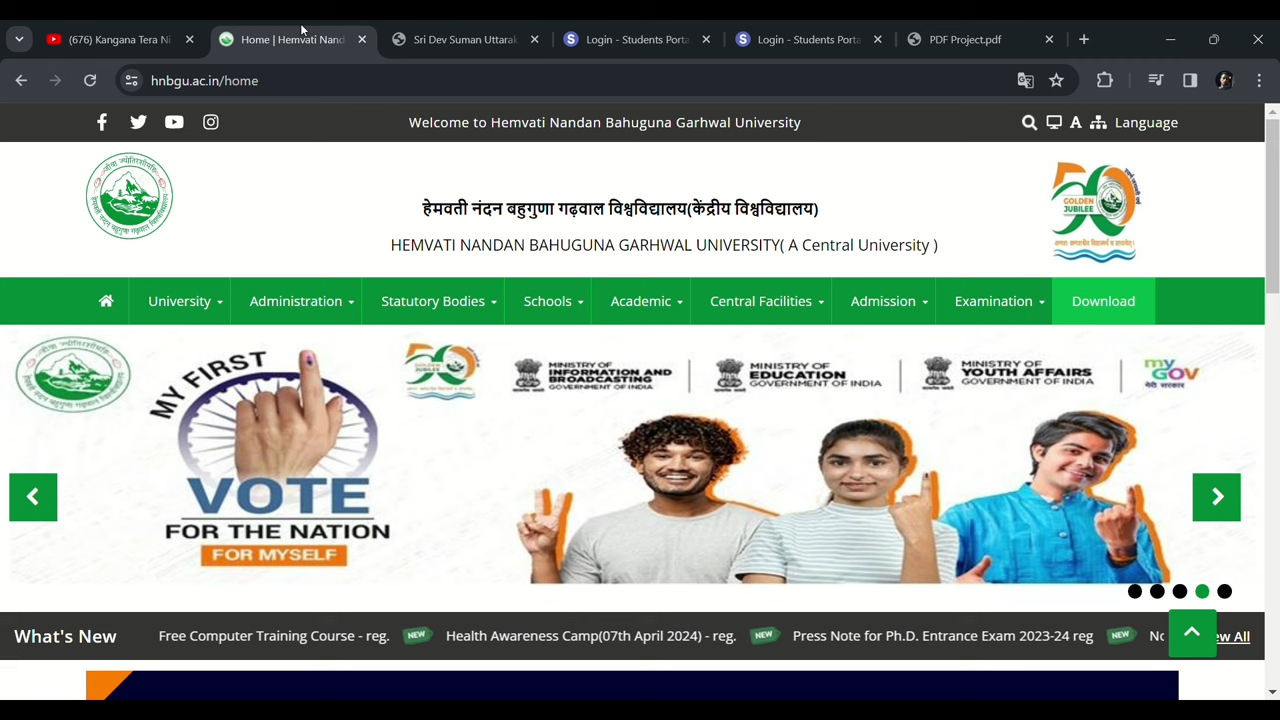 (676) Kangana Tera Ni
Home | Hemvati Nand
Sri Dev Suman Uttarak
Login - Students Porta
Login - Students Porta
PDF Project.pdf
hnbgu.ac.in/home
Welcome to Hemvati Nandan Bahuguna Garhwal University
A Language
हेमवती नंदन बहुगुणा गढ़वाल विश्वविद्यालय(केंद्रीय विश्वविद्यालय)
HEMVATI NANDAN BAHUGUNA GARHWAL UNIVERSITY( A Central University )
50
GOLDEN
JUBILEE
University Administration Statutory Bodies Schools Academic Central Facilities Admission Examination Download
MY FIRST
VOTE
FOR THE NATION
FOR MYSELF
MINISTRY OF
INFORMATION AND
BROADCASTING
GOVERNMENT OF INDIA
MINISTRY OF
EDUCATION
GOVERNMENT OF INDIA
MINISTRY OF
YOUTH AFFAIRS
GOVERNMENT OF INDIA
my
GOV
मेरी सरकार
What's New Free Computer Training Course - reg. NEW Health Awareness Camp(07th April 2024) - reg. NEW Press Note for Ph.D. Entrance Exam 2023-24 reg NEW ew All